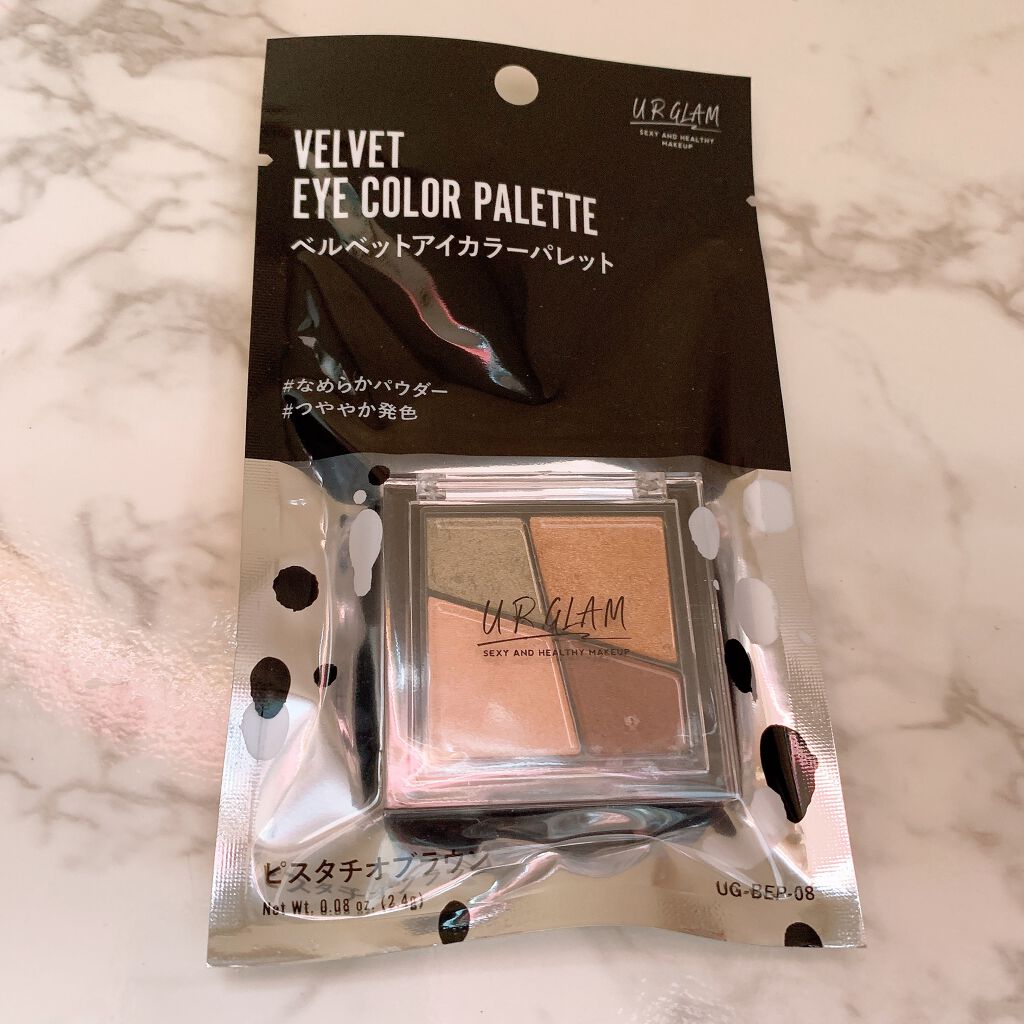 UR GLAM
SEXY AND HEALTHY
MAKEUP
VELVET
EYE COLOR PALETTE
ベルベットアイカラーパレット
#なめらかパウダー
#つややか発色
UR GLAM
SEXY AND HEALTHY MAKEUP
ピスタチオブラウン
Net Wt. 0.08 oz. (2.4g)
UG-BEP-08